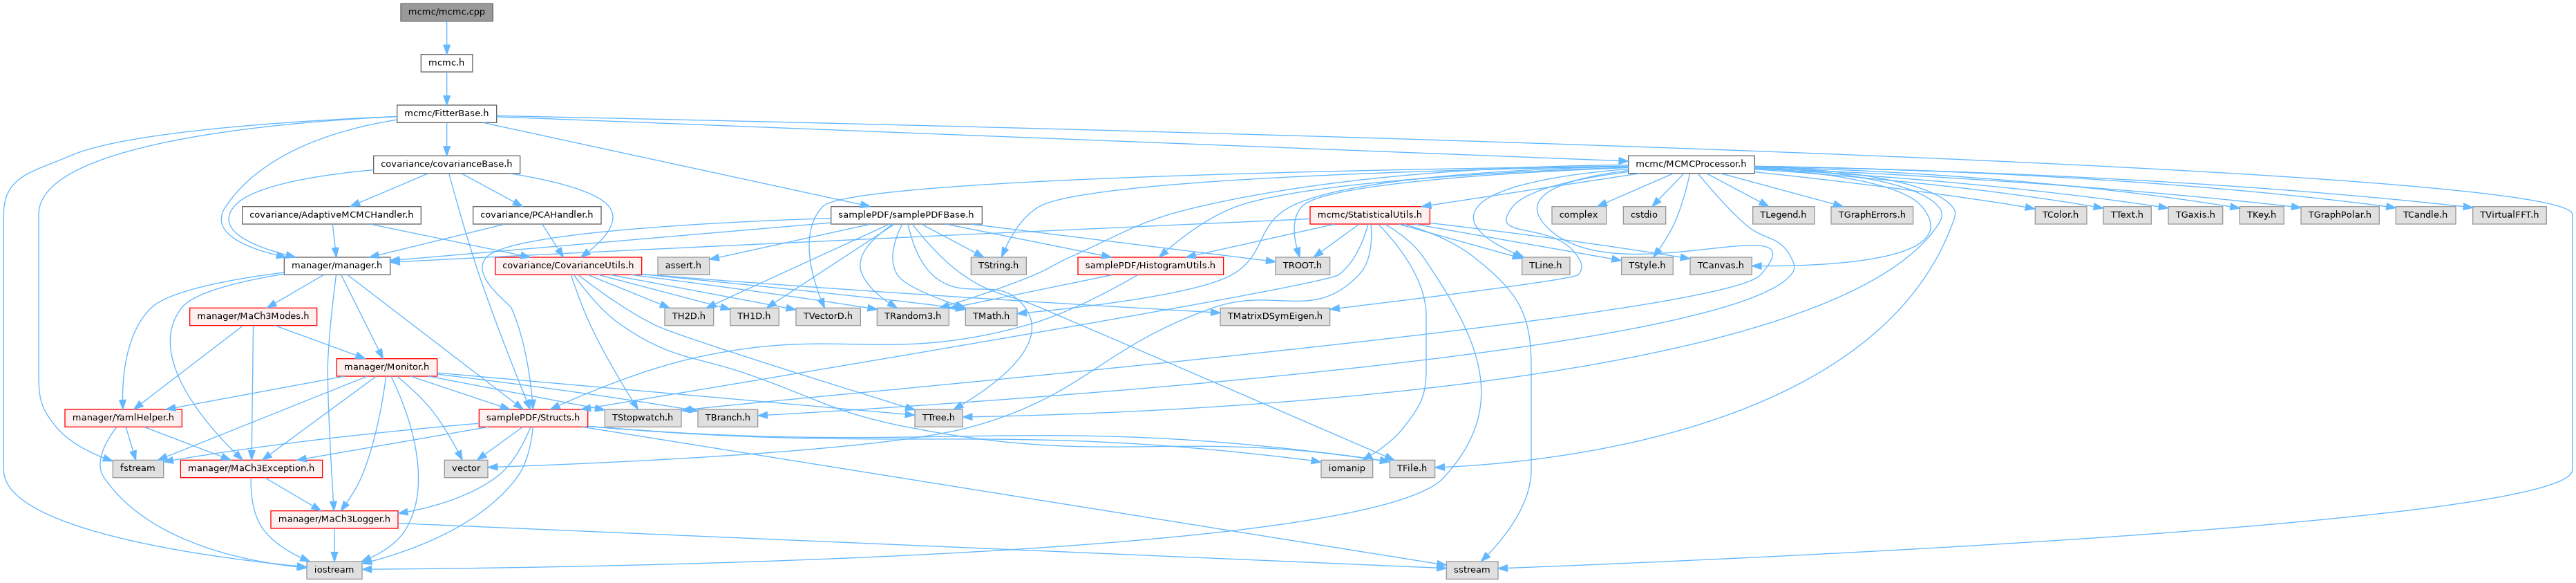 mcmc/mcmc.cpp
mcmc.h
mcmc/FitterBase.h
covariance/covarianceBase.h
mcmc/MCMCProcessor.h
covariance/AdaptiveMCMCHandler.h
covariance/PCAHandler.h
samplePDF/samplePDFBase.h
mcmc/StatisticalUtils.h
complex
cstdio
TLegend.h
TGraphErrors.h
TColor.h
TText.h
TGaxis.h
TKey.h
TGraphPolar.h
TCandle.h
TVirtualFFT.h
manager/manager.h
covariance/CovarianceUtils.h
assert.h
TString.h
samplePDF/HistogramUtils.h
TROOT.h
TLine.h
TStyle.h
TCanvas.h
manager/MaCh3Modes.h
TH2D.h
TH1D.h
TVectorD.h
TRandom3.h
TMath.h
TMatrixDSymEigen.h
manager/Monitor.h
manager/YamlHelper.h
samplePDF/Structs.h
TStopwatch.h
TBranch.h
TTree.h
fstream
manager/MaCh3Exception.h
vector
iomanip
TFile.h
manager/MaCh3Logger.h
iostream
sstream